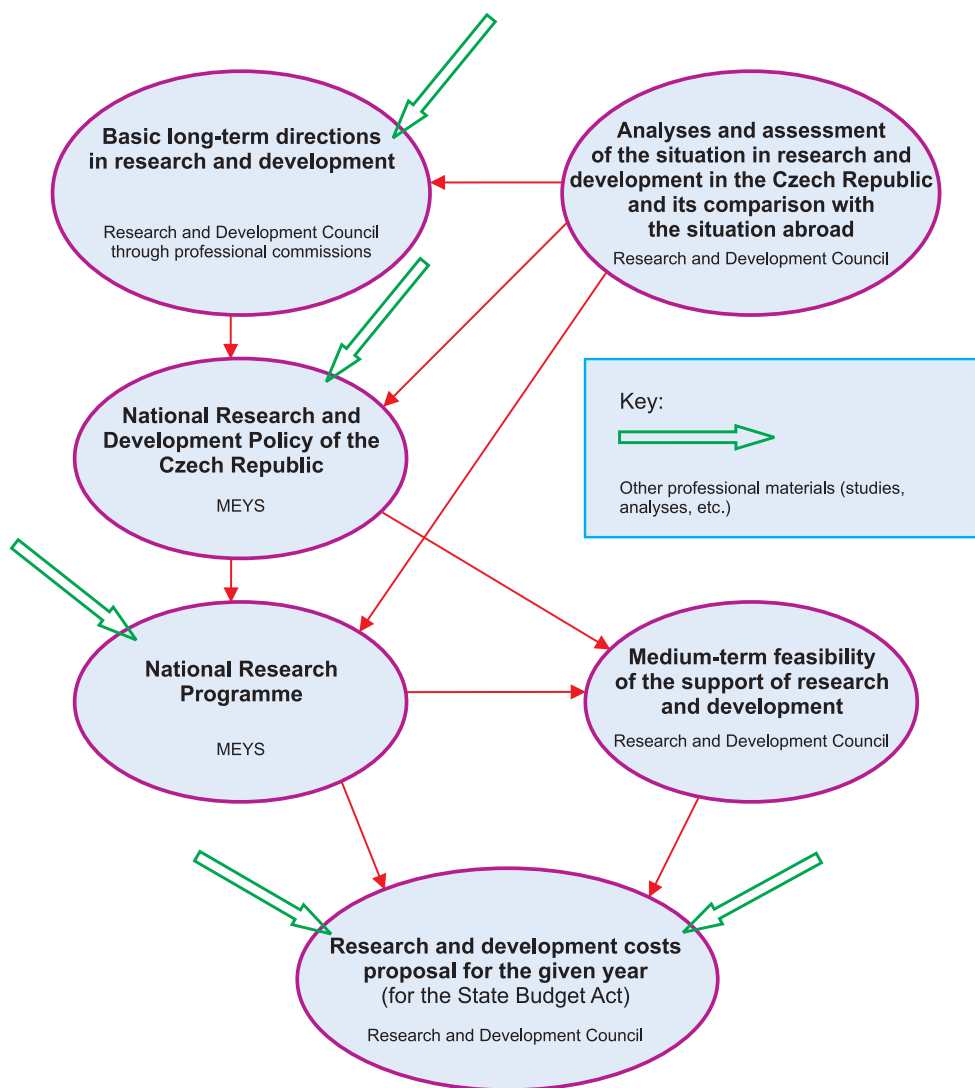 Basic long-term directions
in research and development
Research and Development Council
through professional commissions
Analyses and assessment
of the situation in research and
development in the Czech Republic
and its comparison with
the situation abroad
Research and Development Council
National Research and
Development Policy of the
Czech Republic
MEYS
Key:
Other professional materials (studies,
analyses, etc.)
National Research
Programme
MEYS
Medium-term feasibility
of the support of research
and development
Research and Development Council
Research and development costs
proposal for the given year
(for the State Budget Act)
Research and Development Council